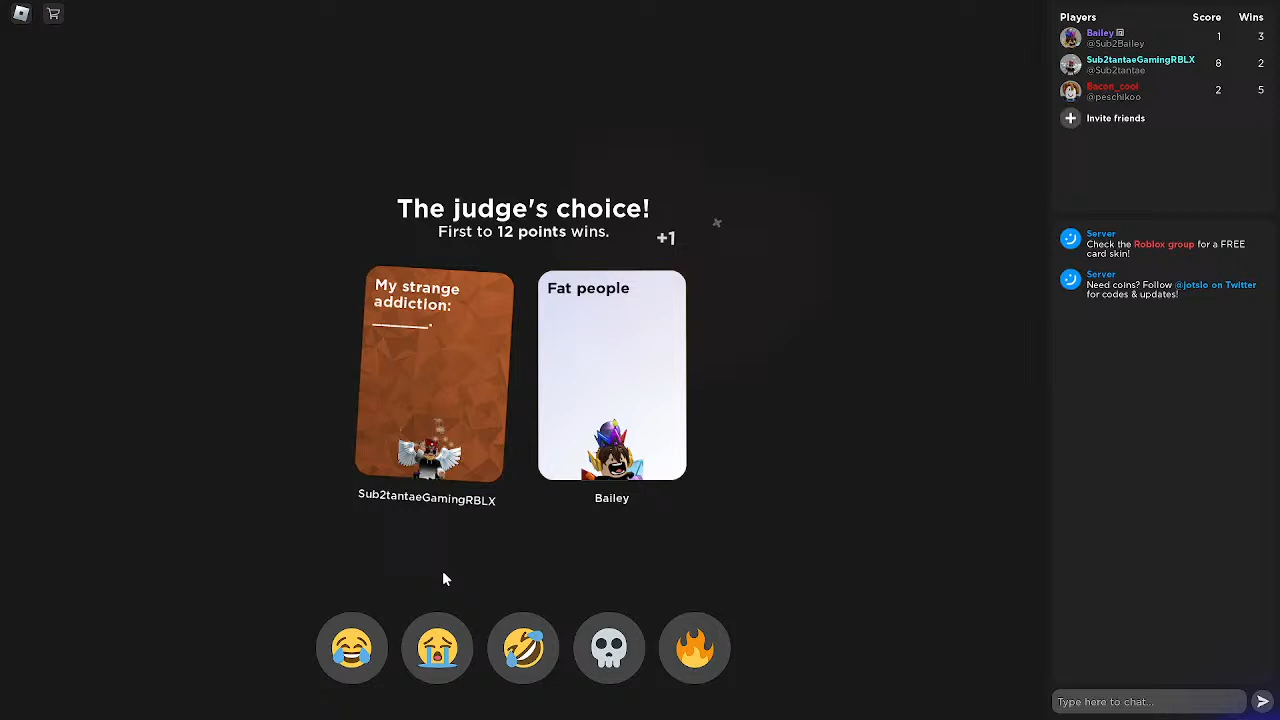 The judge's choice!
First to 12 points wins.
+1
My strange
addiction:
_______.
Sub2tantaeGamingRBLX
Fat people
Bailey
Players Score Wins
Bailey 1 3
@Sub2Bailey
Sub2tantaeGamingRBLX 8 2
@Sub2tantae
Bacon_cool 2 5
@peschikoo
Invite friends
Server
Check the Roblox group for a FREE
card skin!
Server
Need coins? Follow @jotslo on Twitter
for codes & updates!
Type here to chat...